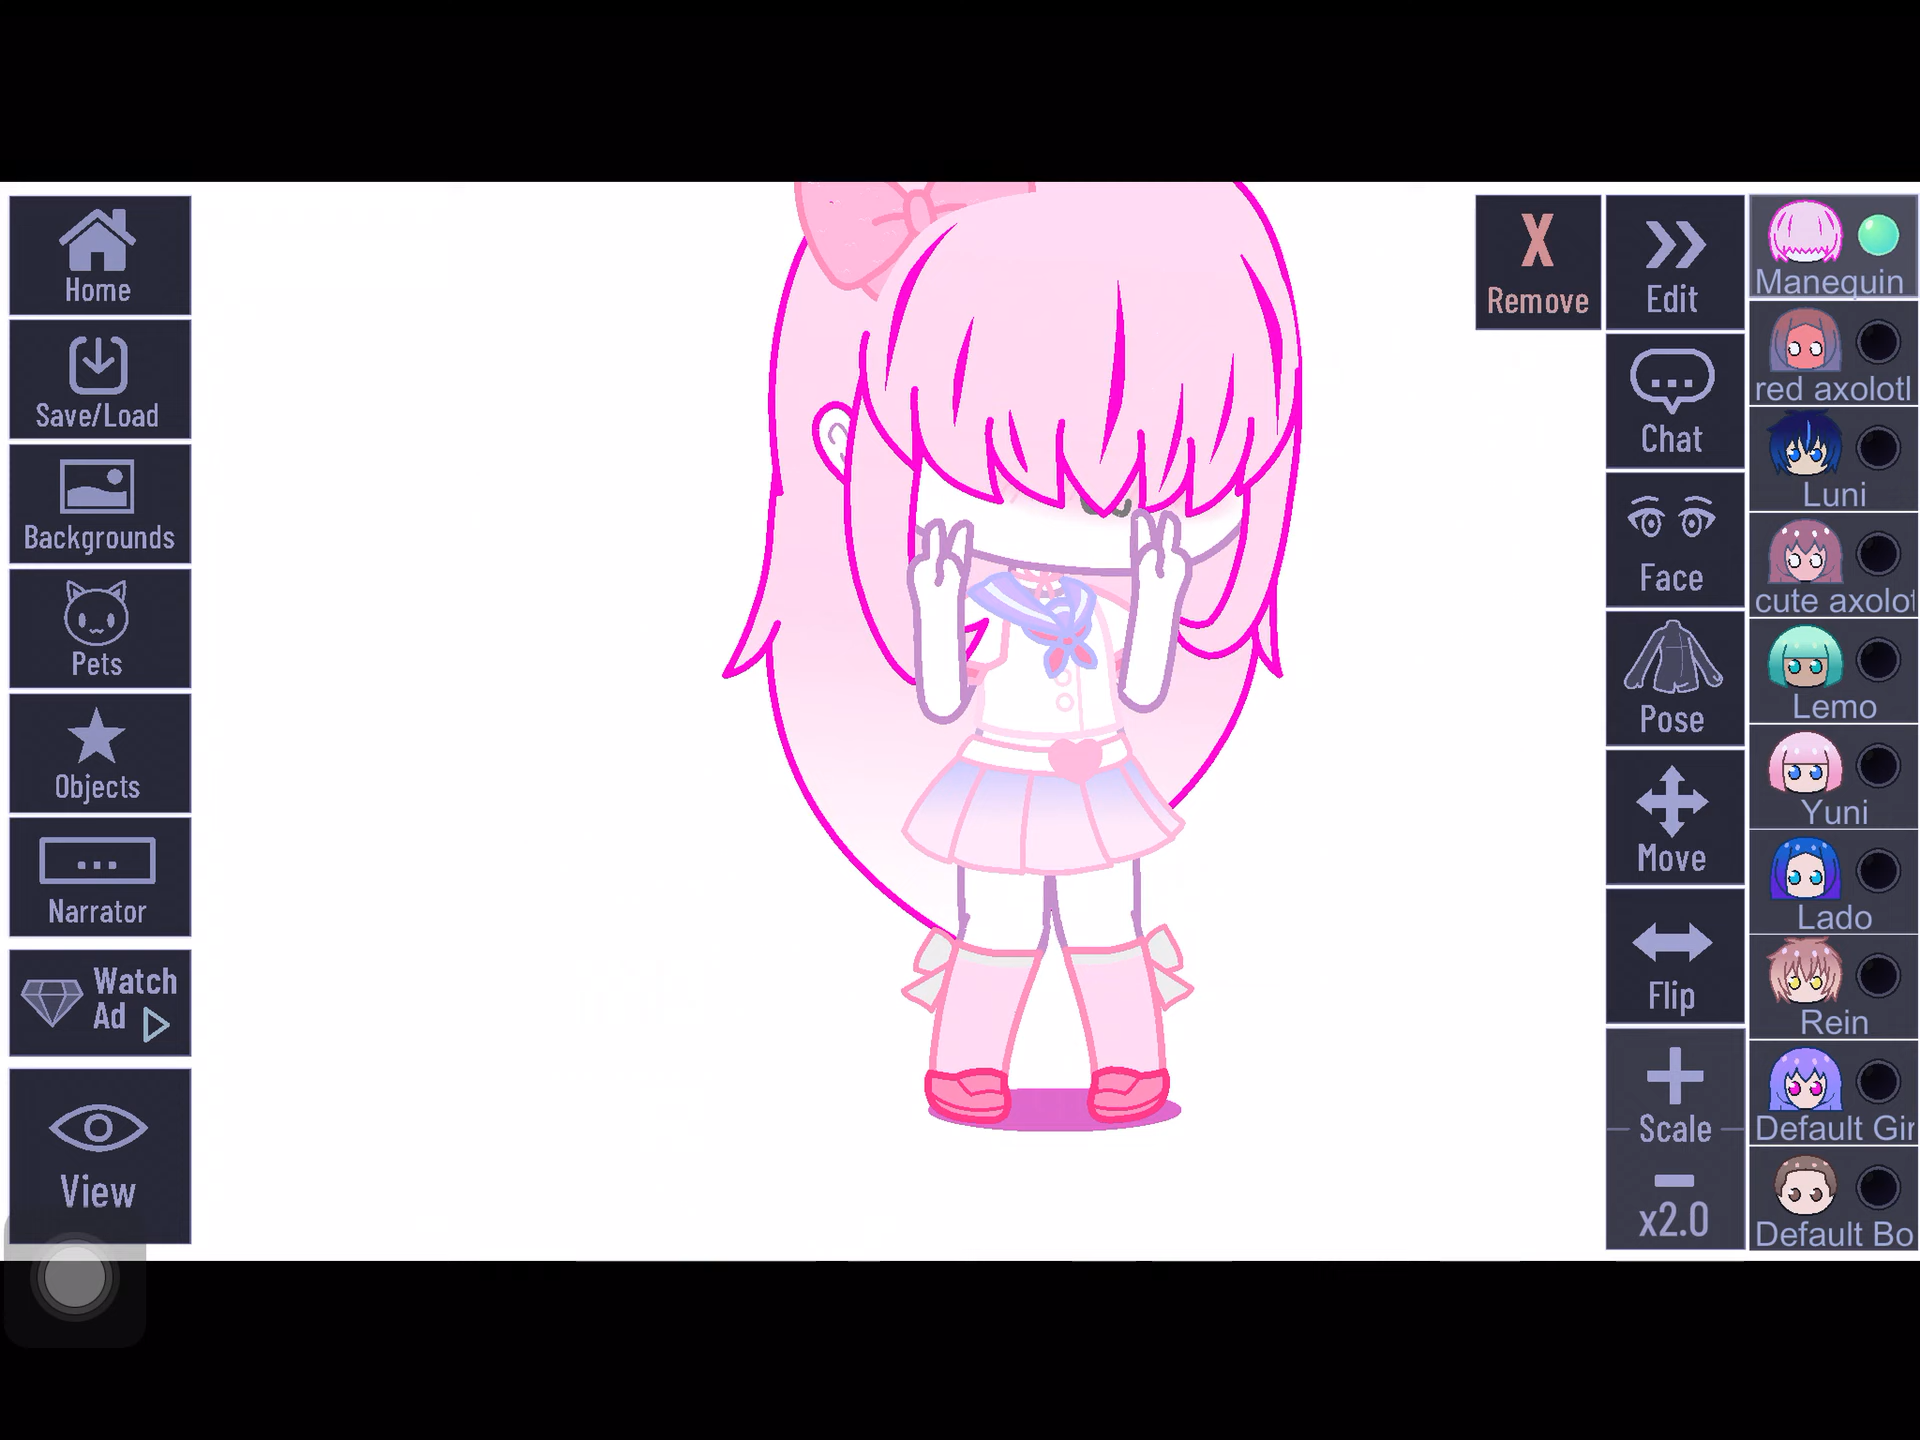 Home
Save/Load
Backgrounds
Pets
Objects
Narrator
Watch
Ad
View
X
Remove
Edit
Chat
Face
Pose
Move
Flip
Scale
x2.0
Manequin
red axolotl
Luni
cute axolot
Lemo
Yuni
Lado
Rein
Default Gir
Default Bo